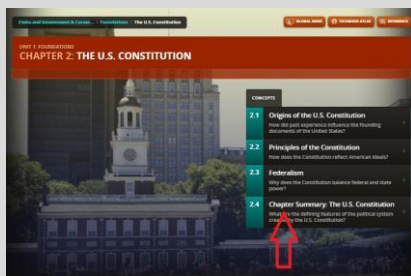 Civics and Government & Career... / Foundations / The U.S. Constitution
GLOBAL NEWS
TECHBOOK ATLAS
REFERENCE
UNIT 1: FOUNDATIONS
CHAPTER 2: THE U.S. CONSTITUTION
CONCEPTS
2.1 Origins of the U.S. Constitution
How did past experience influence the founding
documents of the United States?
2.2 Principles of the Constitution
How does the Constitution reflect American ideas?
2.3 Federalism
Why does the Constitution balance federal and state
power?
2.4 Chapter Summary: The U.S. Constitution
What are the defining features of the political system
created by the U.S. Constitution?